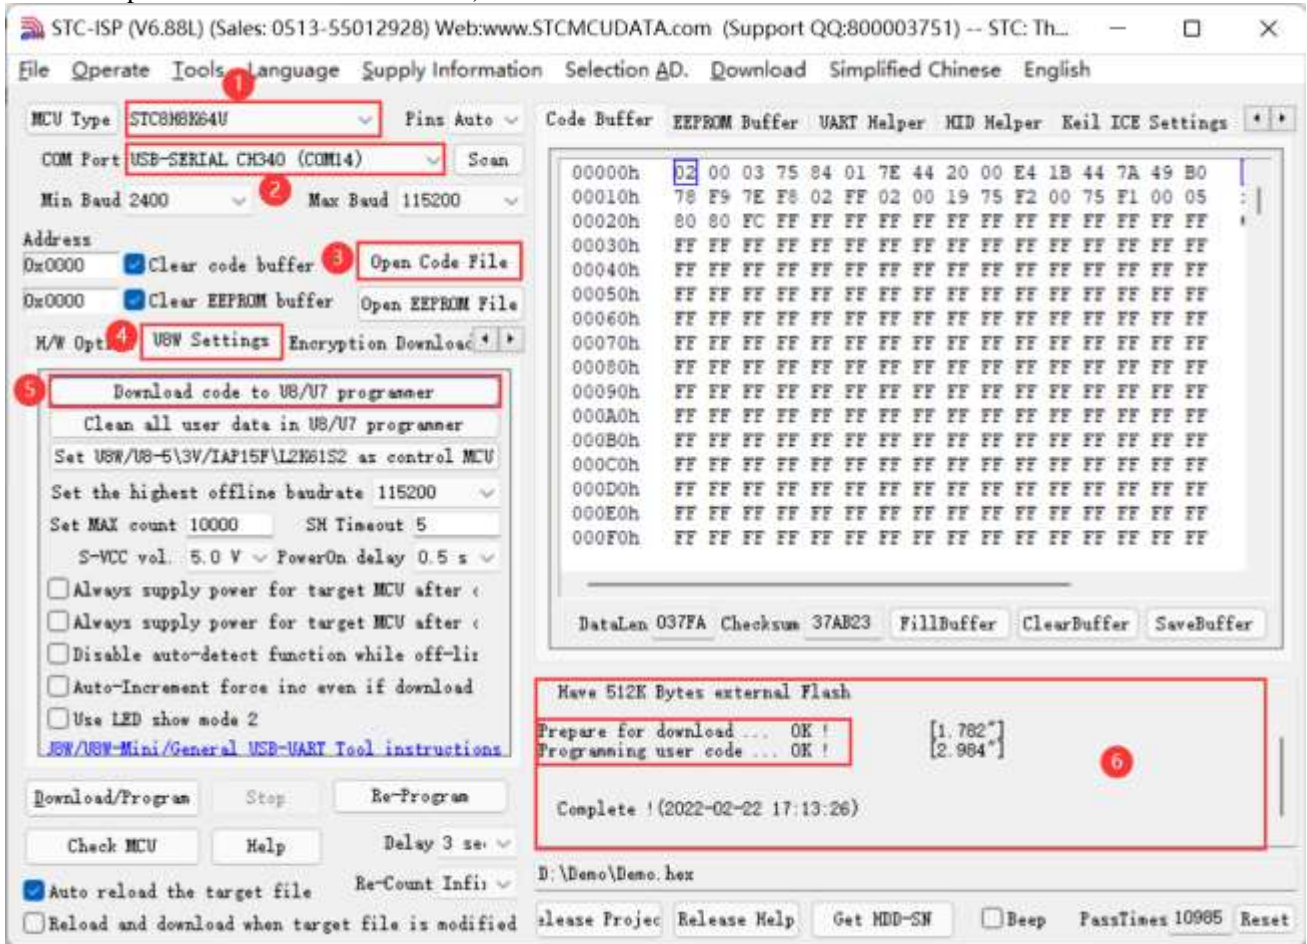 STC-ISP (V6.88L) (Sales: 0513-55012928) Web:www.STCMCUDATA.com (Support QQ:800003751) -- STC: Th...
File Operate Tools Language Supply Information Selection AD. Download Simplified Chinese English
1
MCU Type STC8H8K64U Pins Auto
COM Port USB-SERIAL CH340 (COM14) Scan
2
Min Baud 2400 Max Baud 115200
Address
0x0000 Clear code buffer 3 Open Code File
0x0000 Clear EEPROM buffer Open EEPROM File
H/W Opt 4 U8W Settings Encryption Download
5 Download code to U8/U7 programmer
Clean all user data in U8/U7 programmer
Set U8W/U8-5\3V/IAP15F\L2K61S2 as control MCU
Set the highest offline baudrate 115200
Set MAX count 10000 SH Timeout 5
S-VCC vol. 5.0 V PowerOn delay 0.5 s
Always supply power for target MCU after
Always supply power for target MCU after
Disable auto-detect function while off-li
Auto-Increment force inc even if download
Use LED show mode 2
J8W/U8W-Mini/General USB-UART Tool instructions
Download/Program Stop Re-Program
Check MCU Help Delay 3 se
Auto reload the target file Re-Count Infi
Reload and download when target file is modified
Code Buffer EEPROM Buffer UART Helper HID Helper Keil ICE Settings
00000h 02 00 03 75 84 01 7E 44 20 00 E4 1B 44 7A 49 B0
00010h 78 F9 7E F8 02 FF 02 00 19 75 F2 00 75 F1 00 05
00020h 80 80 FC FF FF FF FF FF FF FF FF FF FF FF FF FF
00030h FF FF FF FF FF FF FF FF FF FF FF FF FF FF FF FF
00040h FF FF FF FF FF FF FF FF FF FF FF FF FF FF FF FF
00050h FF FF FF FF FF FF FF FF FF FF FF FF FF FF FF FF
00060h FF FF FF FF FF FF FF FF FF FF FF FF FF FF FF FF
00070h FF FF FF FF FF FF FF FF FF FF FF FF FF FF FF FF
00080h FF FF FF FF FF FF FF FF FF FF FF FF FF FF FF FF
00090h FF FF FF FF FF FF FF FF FF FF FF FF FF FF FF FF
000A0h FF FF FF FF FF FF FF FF FF FF FF FF FF FF FF FF
000B0h FF FF FF FF FF FF FF FF FF FF FF FF FF FF FF FF
000C0h FF FF FF FF FF FF FF FF FF FF FF FF FF FF FF FF
000D0h FF FF FF FF FF FF FF FF FF FF FF FF FF FF FF FF
000E0h FF FF FF FF FF FF FF FF FF FF FF FF FF FF FF FF
000F0h FF FF FF FF FF FF FF FF FF FF FF FF FF FF FF FF
DataLen 037FA Checksum 37AB23 FillBuffer ClearBuffer SaveBuffer
Have 512K Bytes external Flash
Prepare for download ... OK ! [1.782"]
Programming user code ... OK ! [2.984"]
6
Complete !(2022-02-22 17:13:26)
D:\Demo\Demo.hex
elease Projec Release Help Get HDD-SN Beep PassTimes 10985 Reset